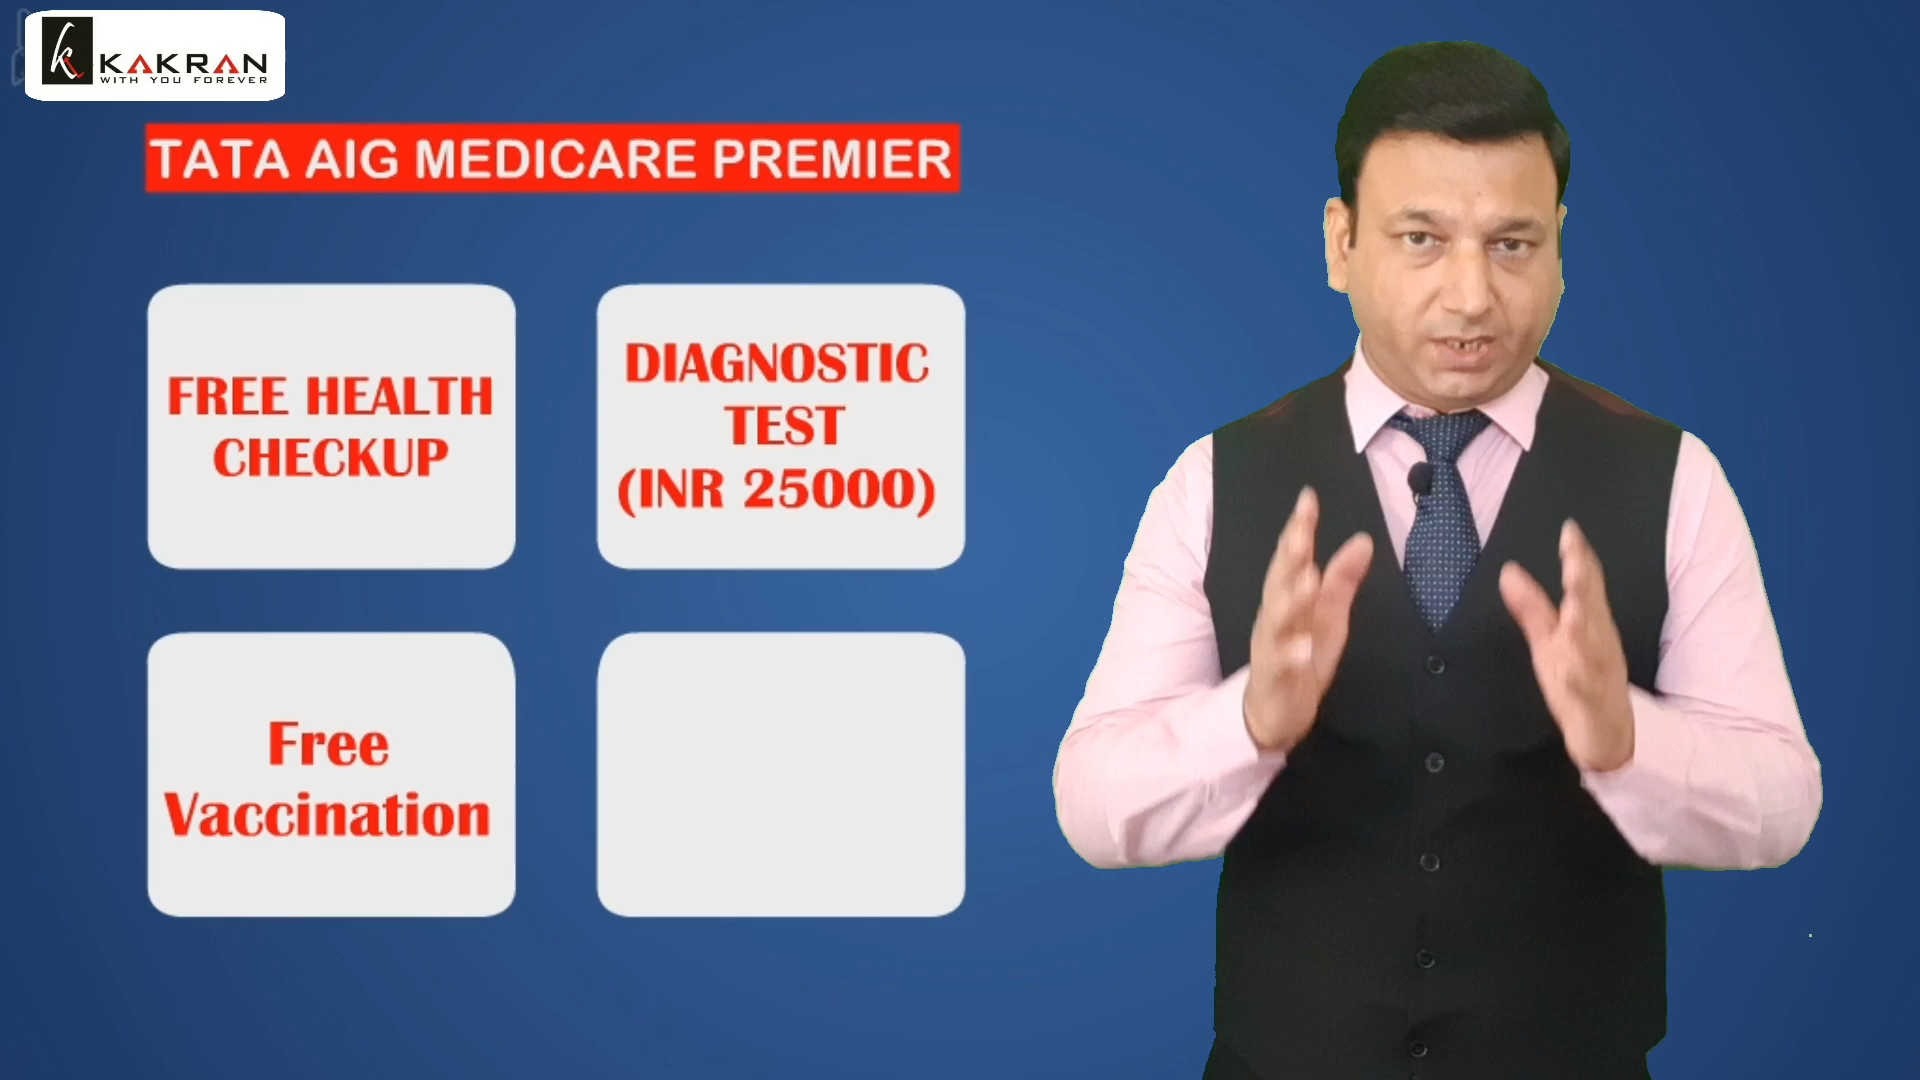 KAKRAN
WITH YOU FOREVER
TATA AIG MEDICARE PREMIER
FREE HEALTH
CHECKUP
DIAGNOSTIC
TEST
(INR 25000)
Free
Vaccination